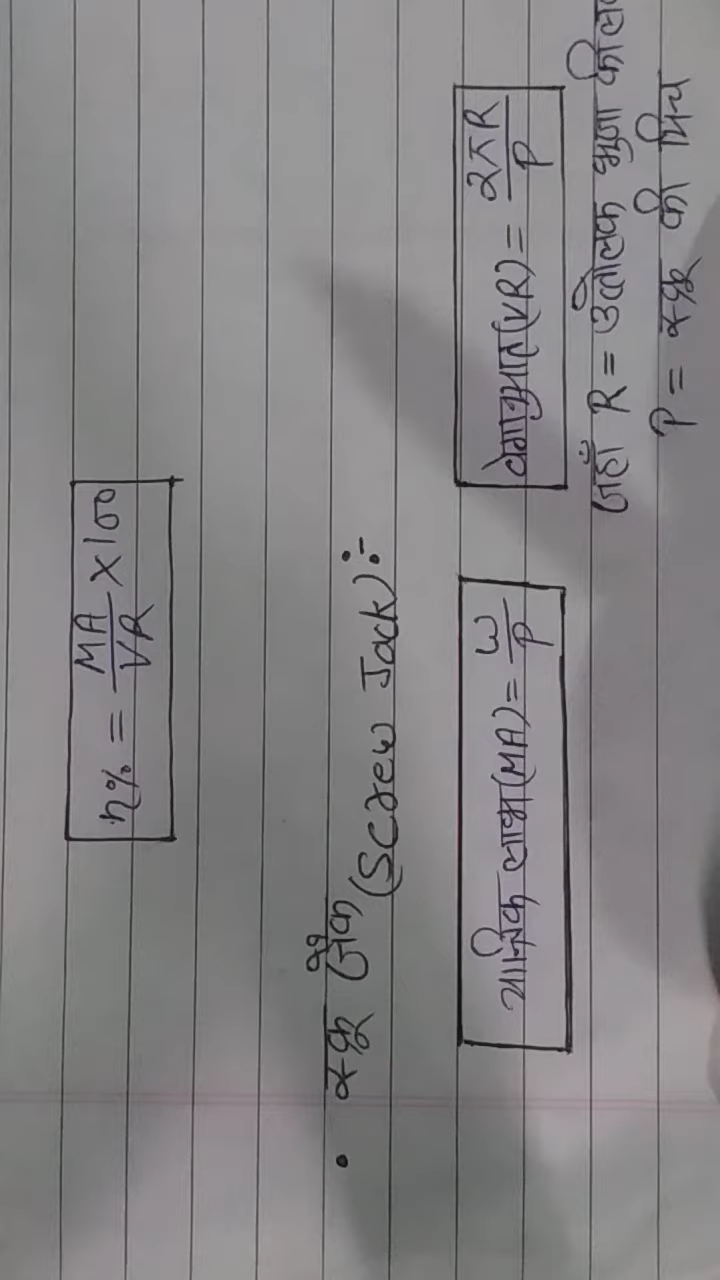 η% = MA/VR × 100
• स्क्रू जैक (Screw Jack):-
यान्त्रिक लाभ (MA) = W/P वेगानुपात (VR) = 2πR/P
जहाँ R = उत्तोलक भुजा की
P = स्क्रू की पिच